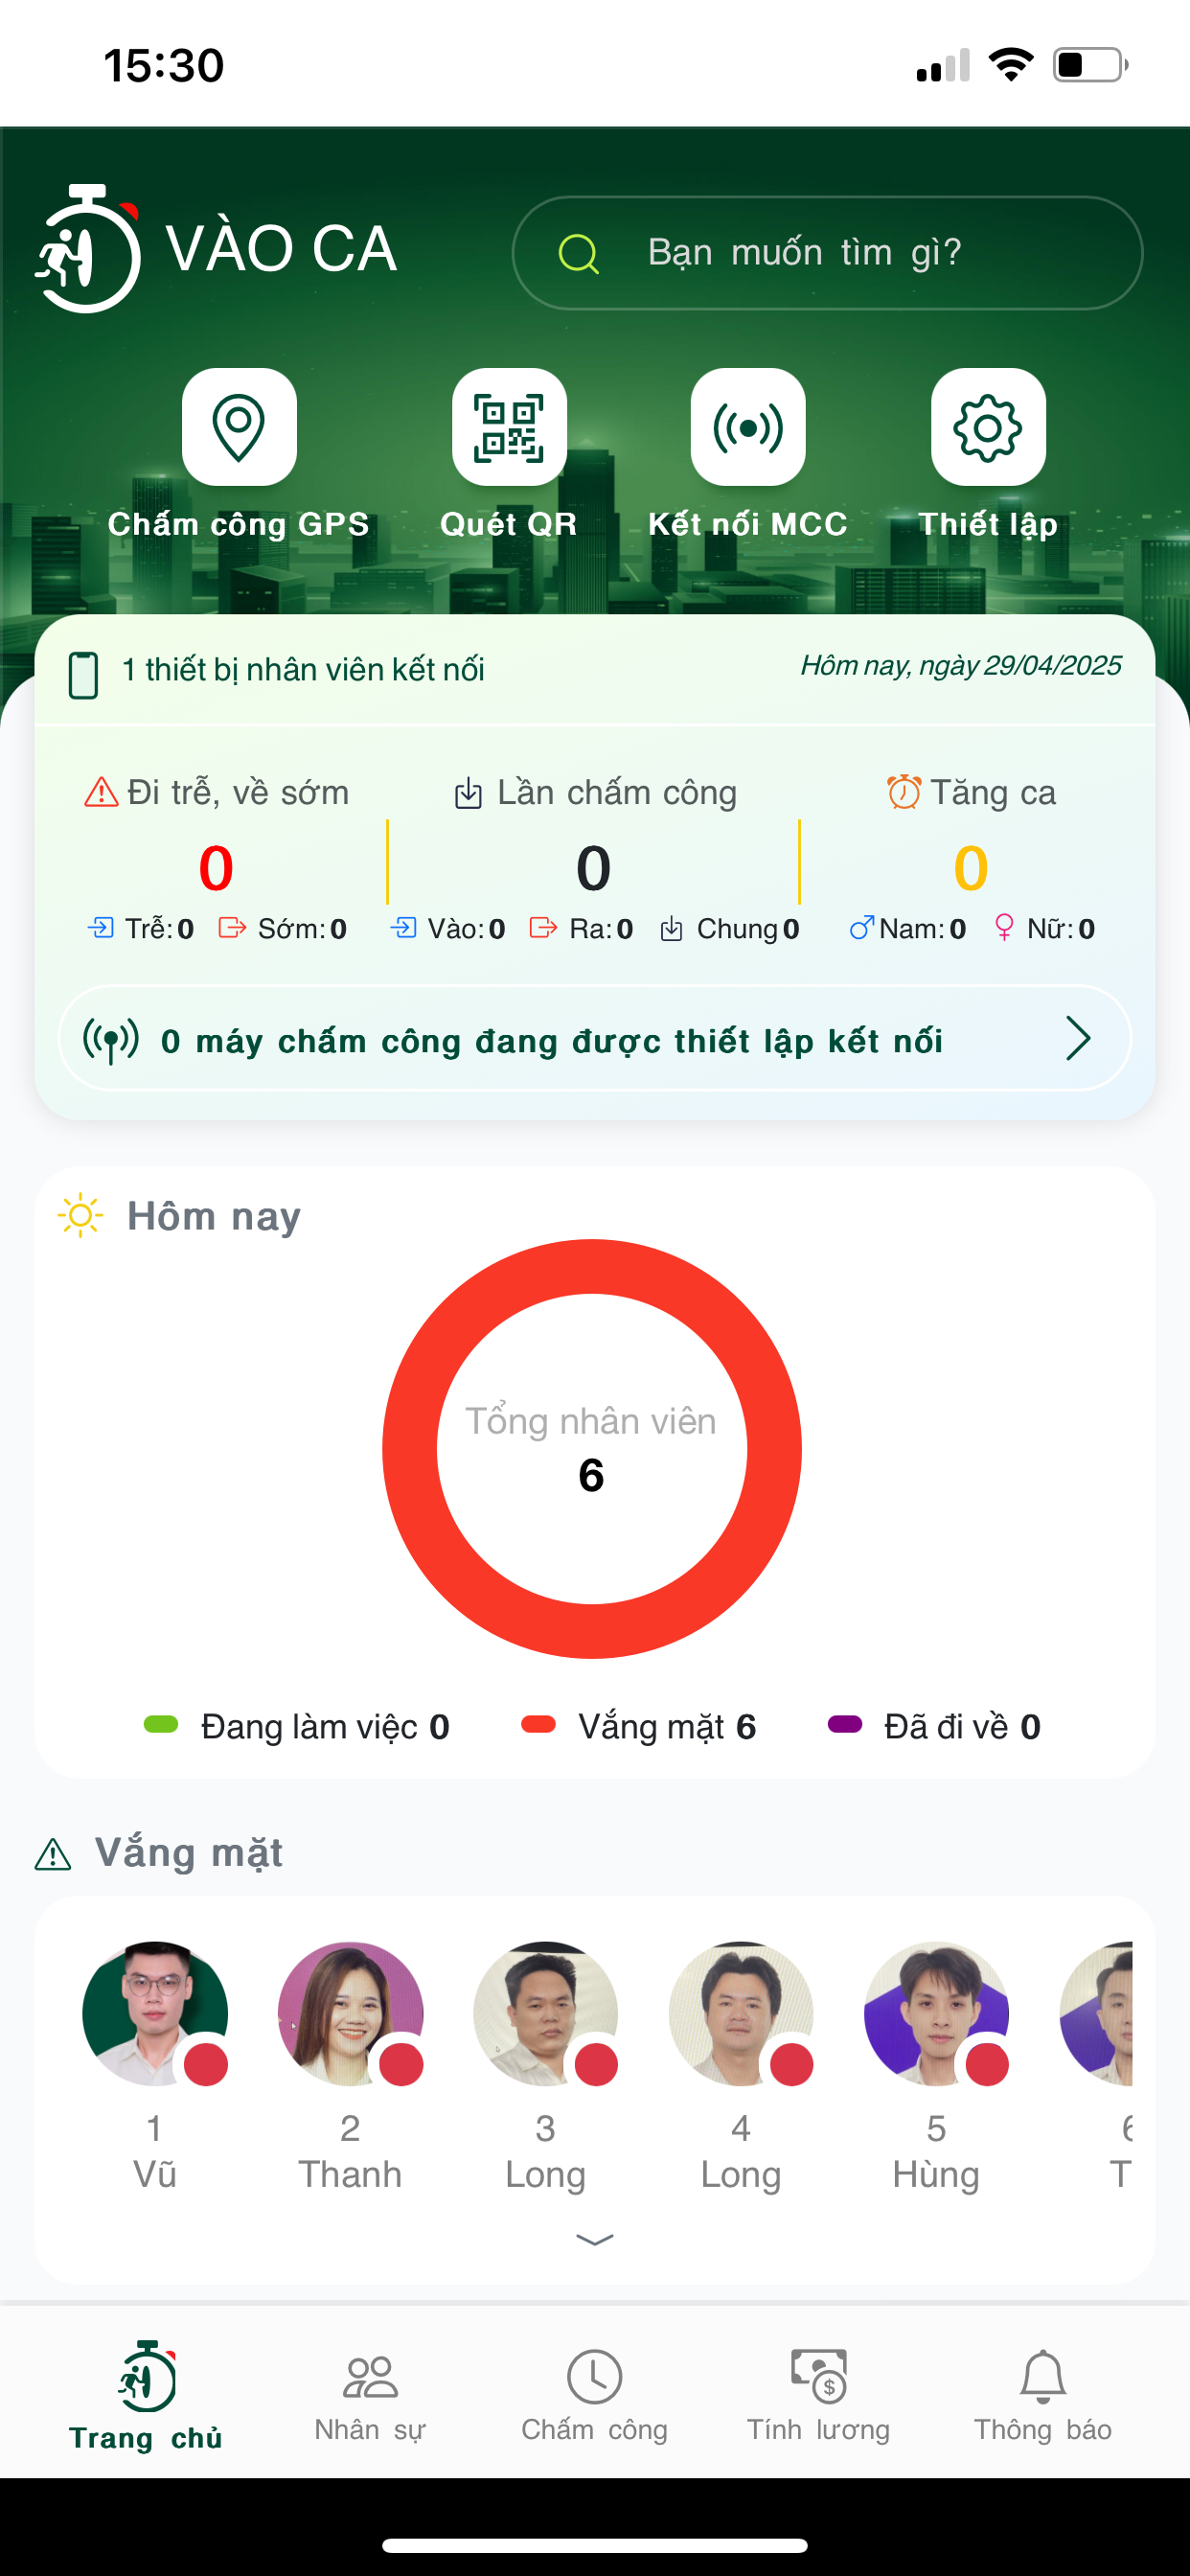 15:30
VÀO CA
Bạn muốn tìm gì?
Chấm công GPS
Quét QR
Kết nối MCC
Thiết lập
1 thiết bị nhân viên kết nối
Hôm nay, ngày 29/04/2025
Đi trễ, về sớm
Lần chấm công
Tăng ca
0
0
0
Trễ: 0 Sớm: 0
Vào: 0 Ra: 0 Chung 0
Nam: 0 Nữ: 0
0 máy chấm công đang được thiết lập kết nối
Hôm nay
Tổng nhân viên
6
Đang làm việc 0
Vắng mặt 6
Đã đi về 0
Vắng mặt
1 2 3 4 5
Vũ Thanh Long Long Hùng T
Trang chủ
Nhân sự
Chấm công
Tính lương
Thông báo